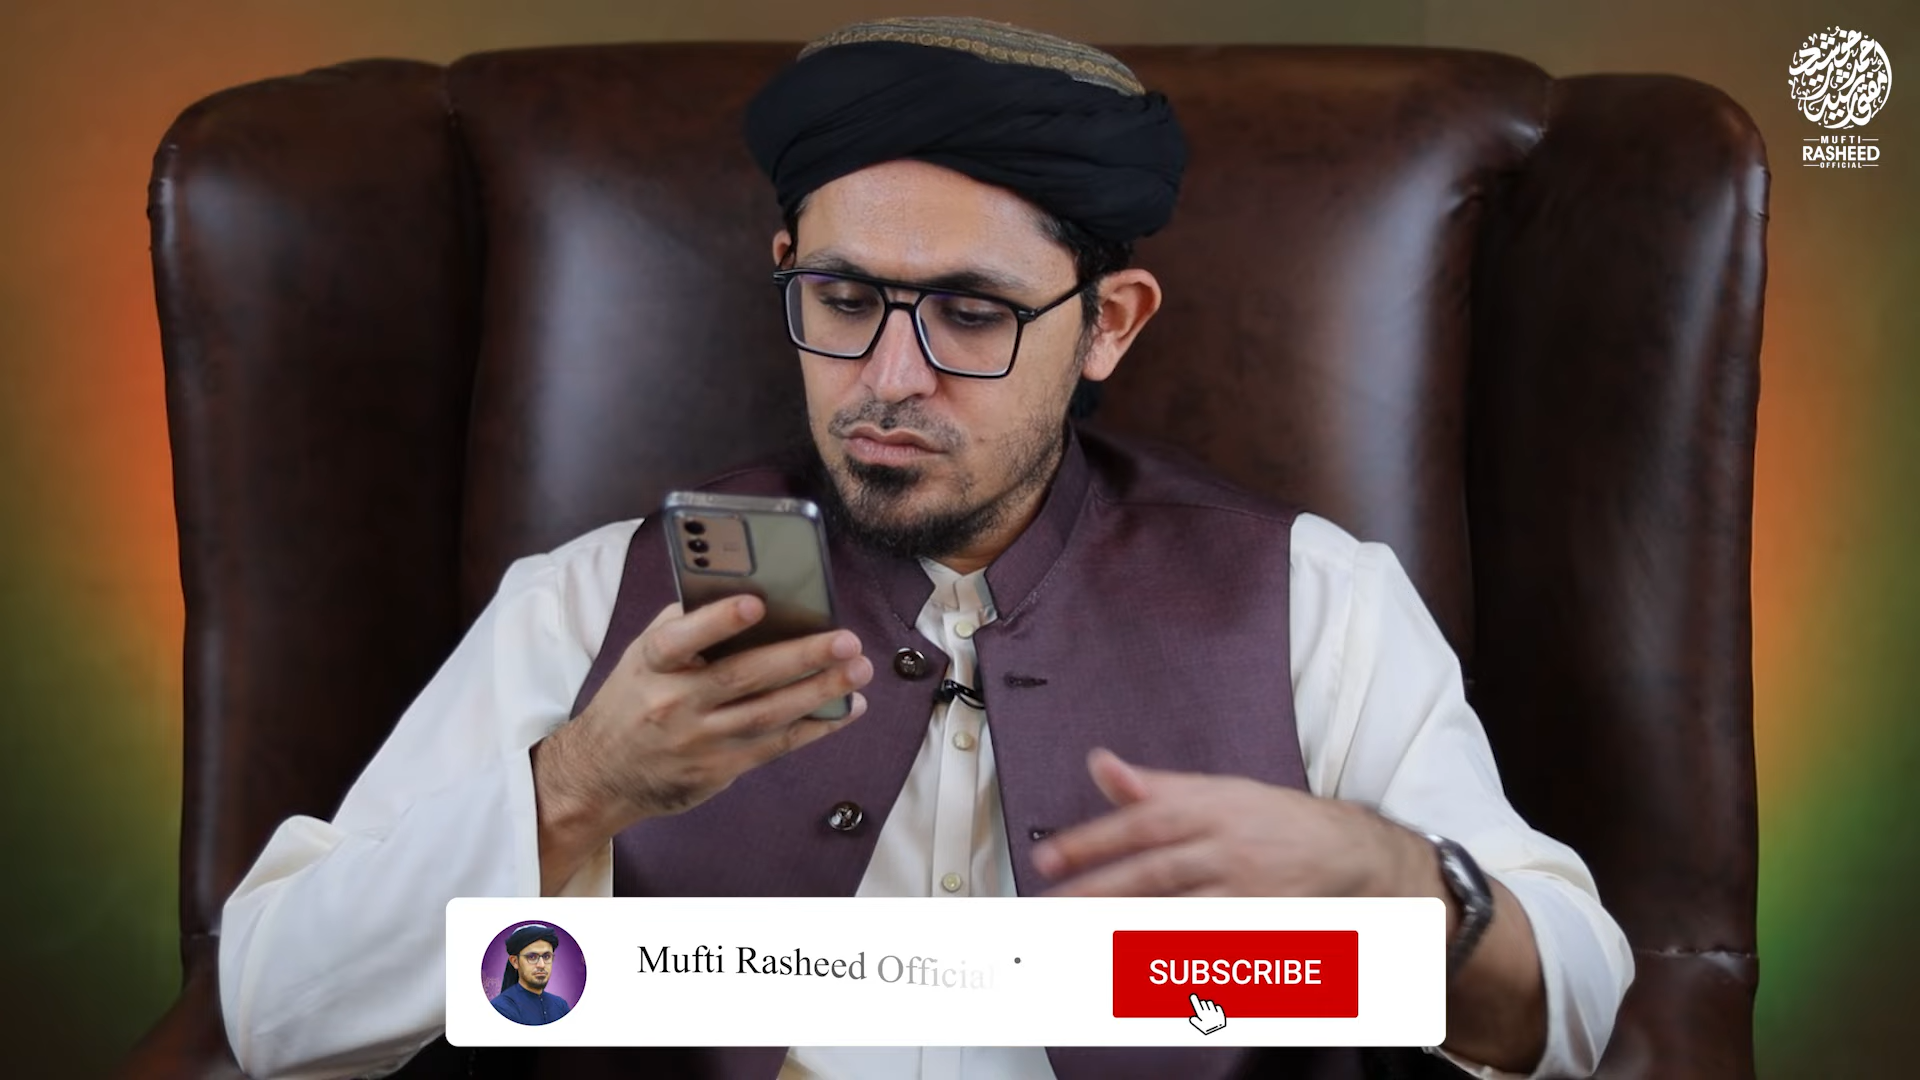 MUFTI
RASHEED
OFFICIAL
Mufti Rasheed Official
SUBSCRIBE